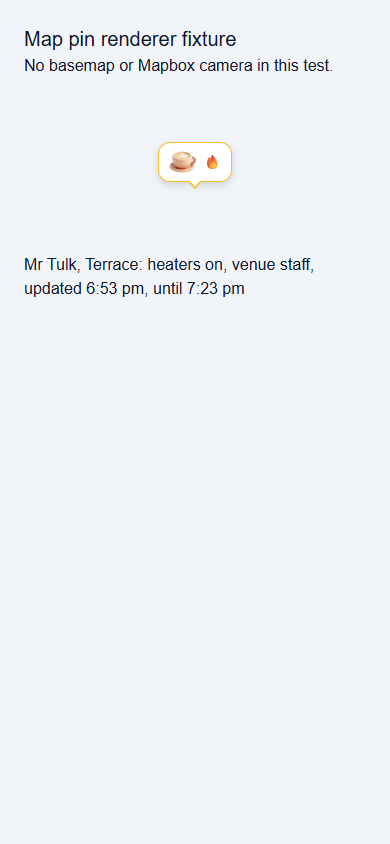 Map pin renderer fixture
No basemap or Mapbox camera in this test.
Mr Tulk, Terrace: heaters on, venue staff,
updated 6:53 pm, until 7:23 pm